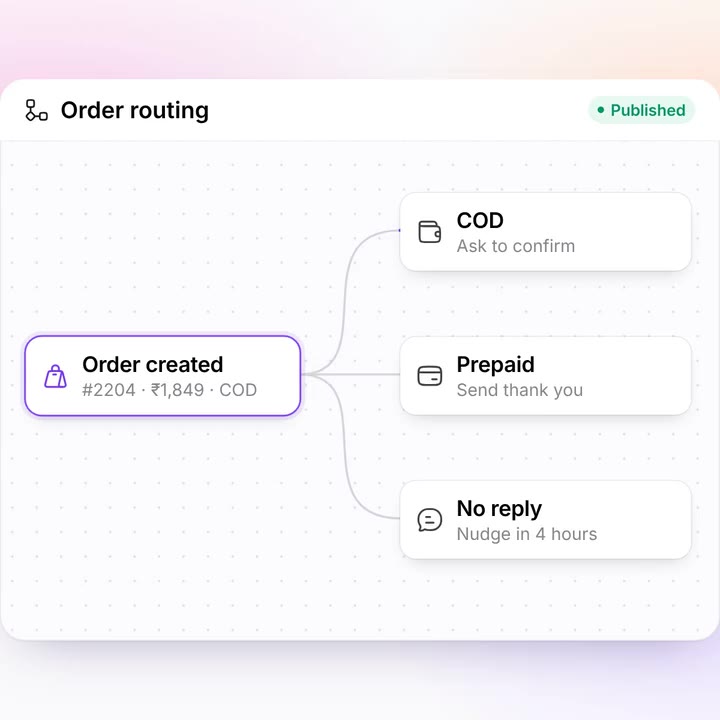 Order routing
Published
COD
Ask to confirm
Order created
#2204 · ₹1,849 · COD
Prepaid
Send thank you
No reply
Nudge in 4 hours